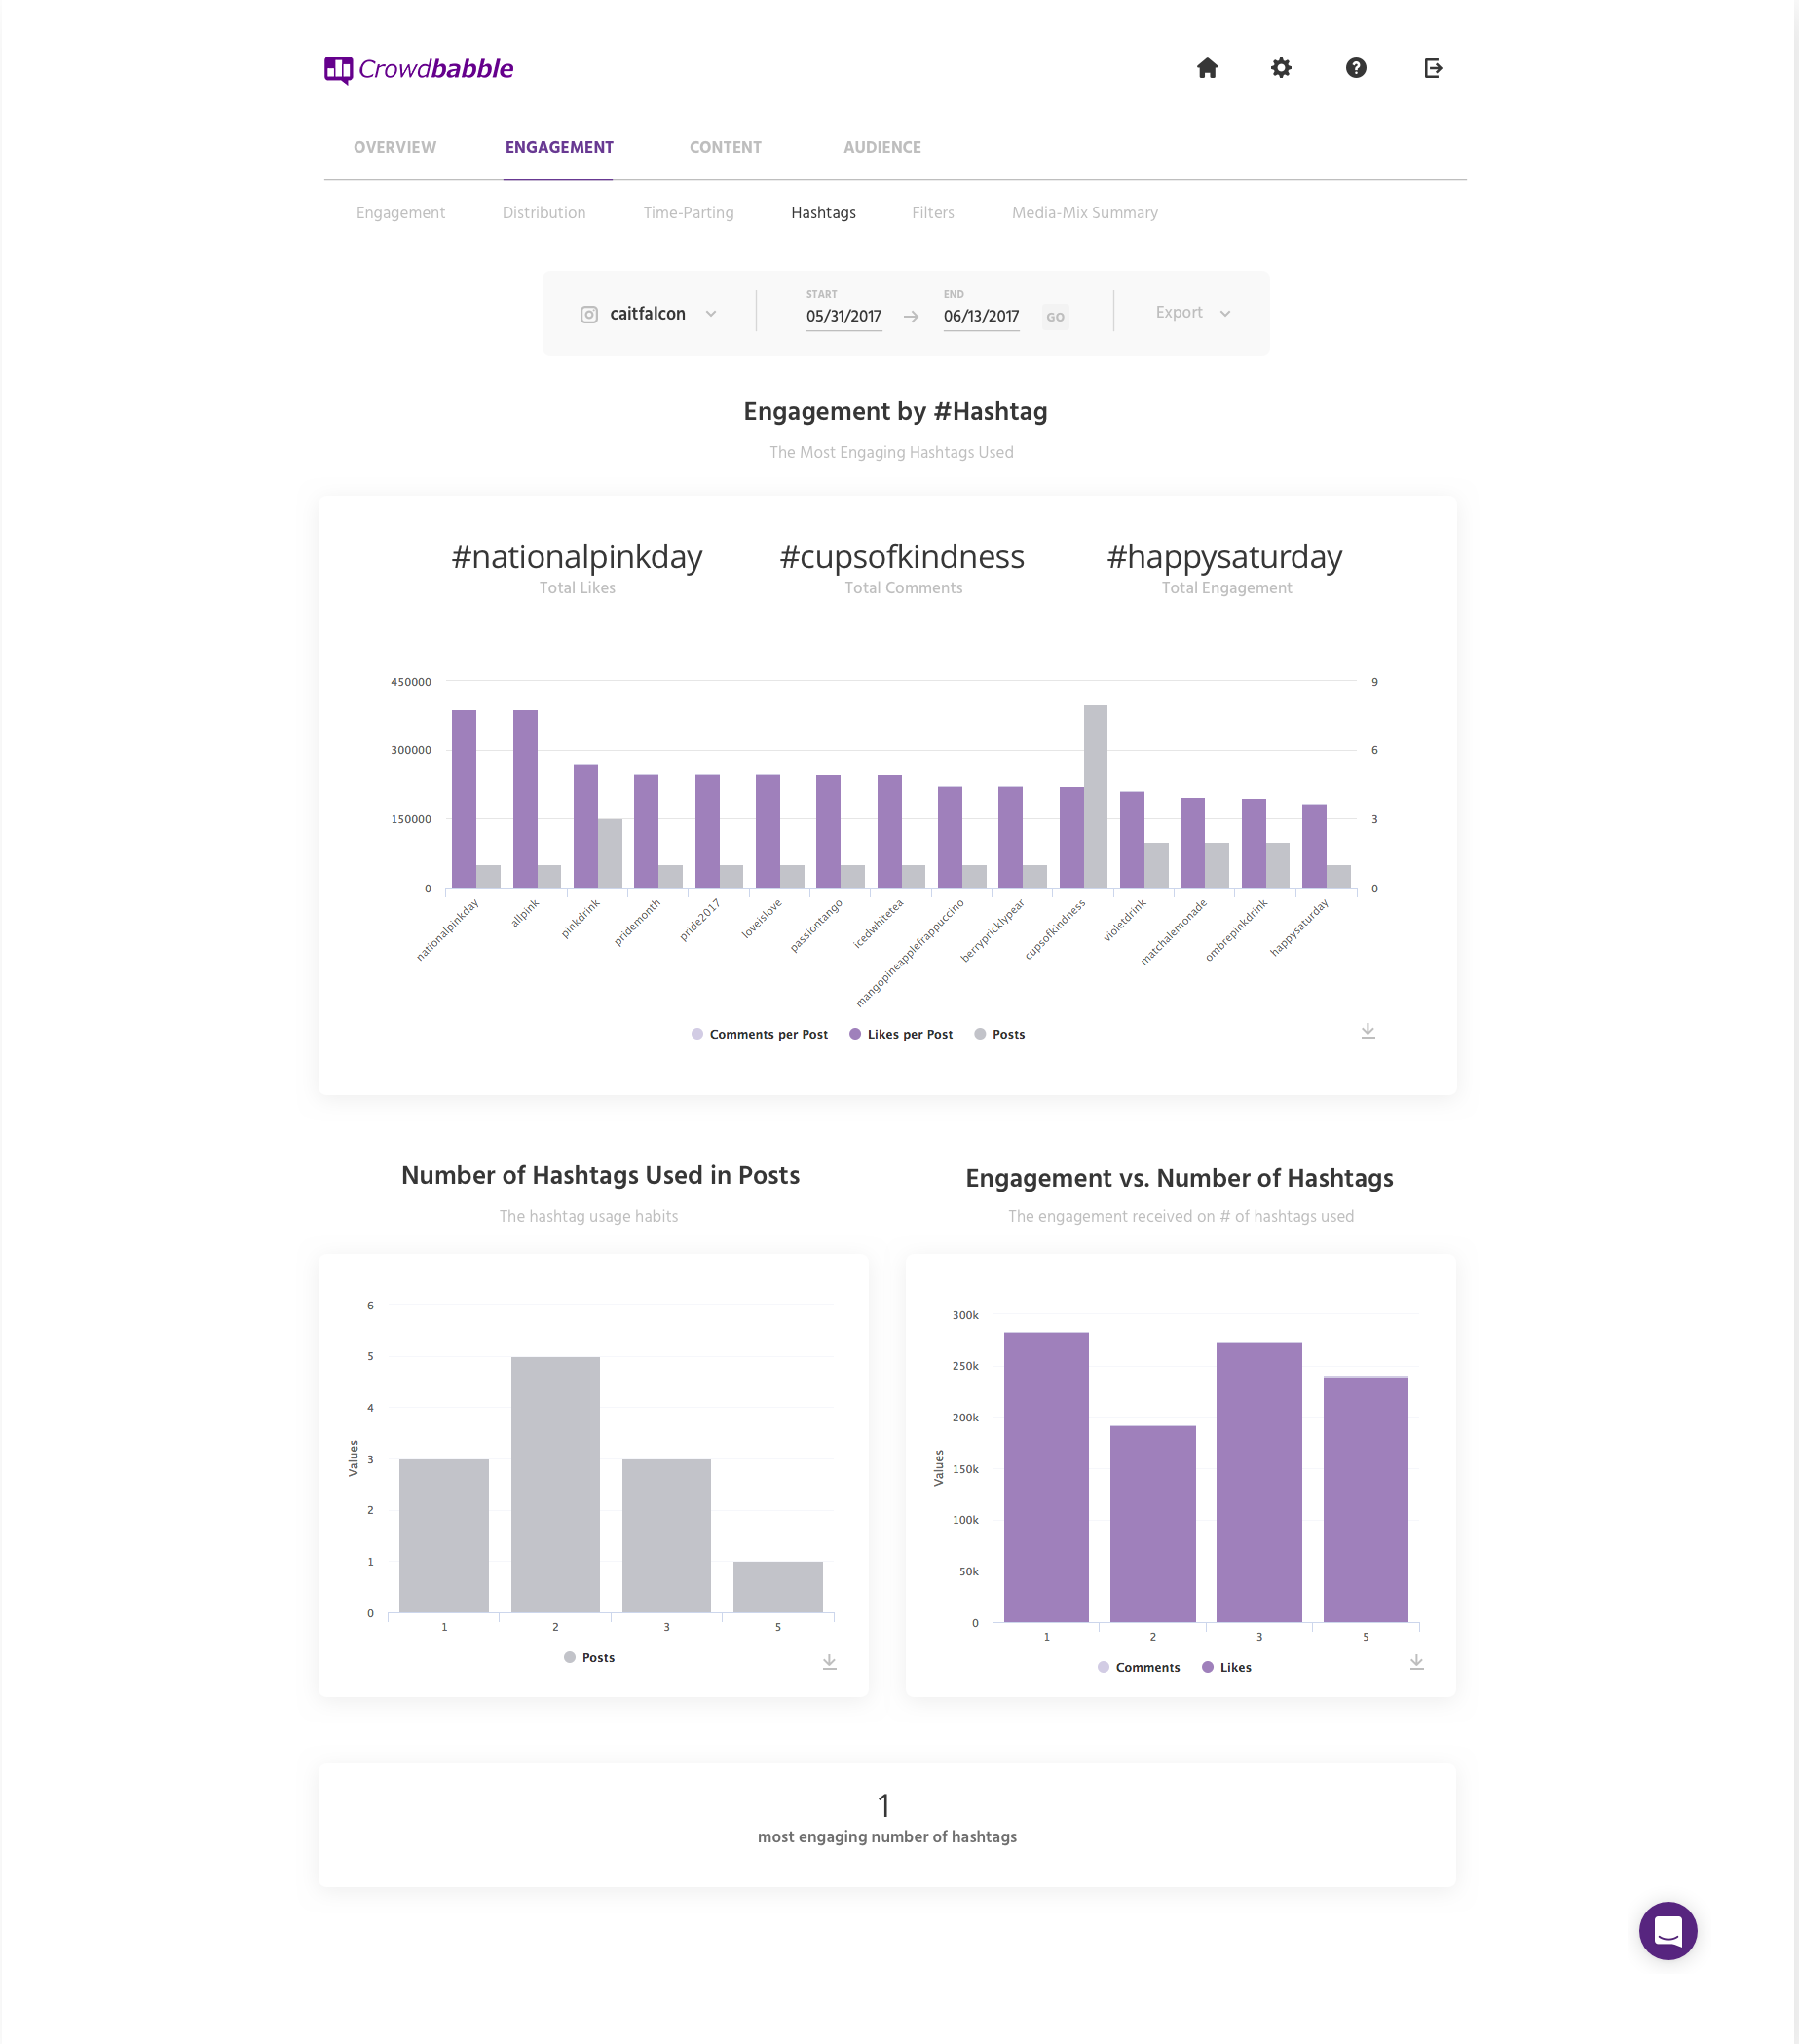 Crowdbabble
OVERVIEW ENGAGEMENT CONTENT AUDIENCE
Engagement Distribution Time-Parting Hashtags Filters Media-Mix Summary
START END
caitfalcon 05/31/2017 06/13/2017 GO Export
Engagement by #Hashtag
The Most Engaging Hashtags Used
#nationalpinkday #cupsofkindness #happysaturday
Total Likes Total Comments Total Engagement
450000 9
300000 6
150000 3
0 0
nationalpinkday allpink pinkdrink pridemonth pride2017 loveislove passiontango icedwhitetea mangopineapplefrappuccino berrypricklypear cupsofkindness violetdrink matchalemonade ombrepinkdrink happysaturday
Comments per Post Likes per Post Posts
Number of Hashtags Used in Posts
The hashtag usage habits
6
5
4
3
2
1
0
Values
1 2 3 5
Posts
Engagement vs. Number of Hashtags
The engagement received on # of hashtags used
300k
250k
200k
150k
100k
50k
0
Values
1 2 3 5
Comments Likes
1
most engaging number of hashtags